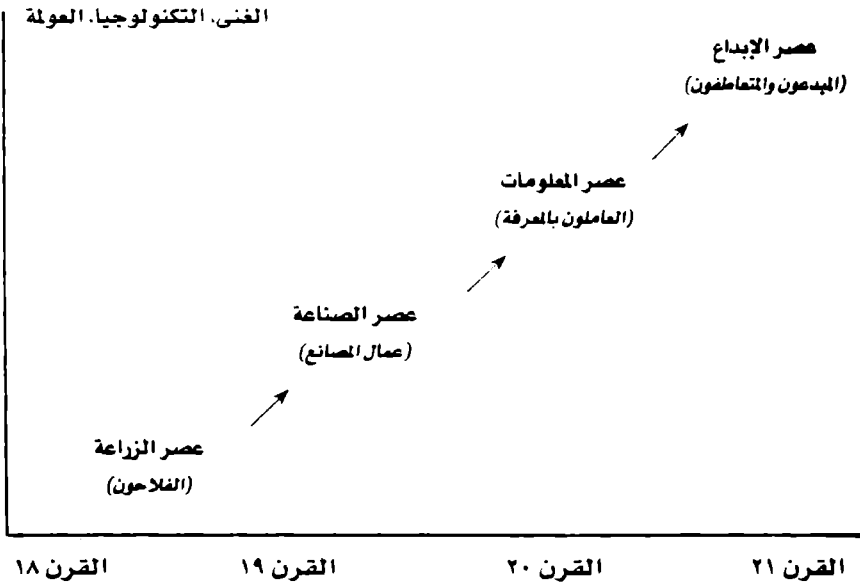 الغنى. التكنولوجيا. العولمة
عصر الإبداع
(المبدعون والمتعاطفون)
عصر المعلومات
(العاملون بالمعرفة)
عصر الصناعة
(عمال المصانع)
عصر الزراعة
(الفلاحون)
القرن ١٨
القرن ١٩
القرن ٢٠
القرن ٢١